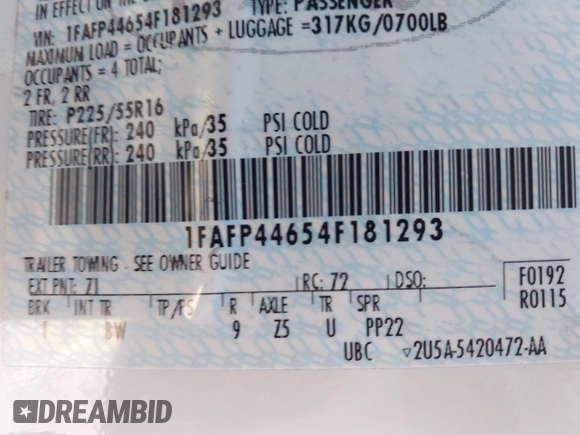 IN EFFECT ON THE
VIN: 1FAFP44654F181293 TYPE: PASSENGER
MAXIMUM LOAD = OCCUPANTS + LUGGAGE =317KG/0700LB
OCCUPANTS = 4 TOTAL;
2 FR, 2 RR
TIRE: P225/55R16
PRESSURE(FR): 240 kPa/35 PSI COLD
PRESSURE(RR): 240 kPa/35 PSI COLD
1FAFP44654F181293
TRAILER TOWING - SEE OWNER GUIDE
EXT PNT: 71 RC: 72 DSO: F0192
BRK INT TR TP/PS R AXLE TR SPR R0115
1 BW 9 Z5 U PP22
UBC ▽2U5A-5420472-AA
DREAMBID